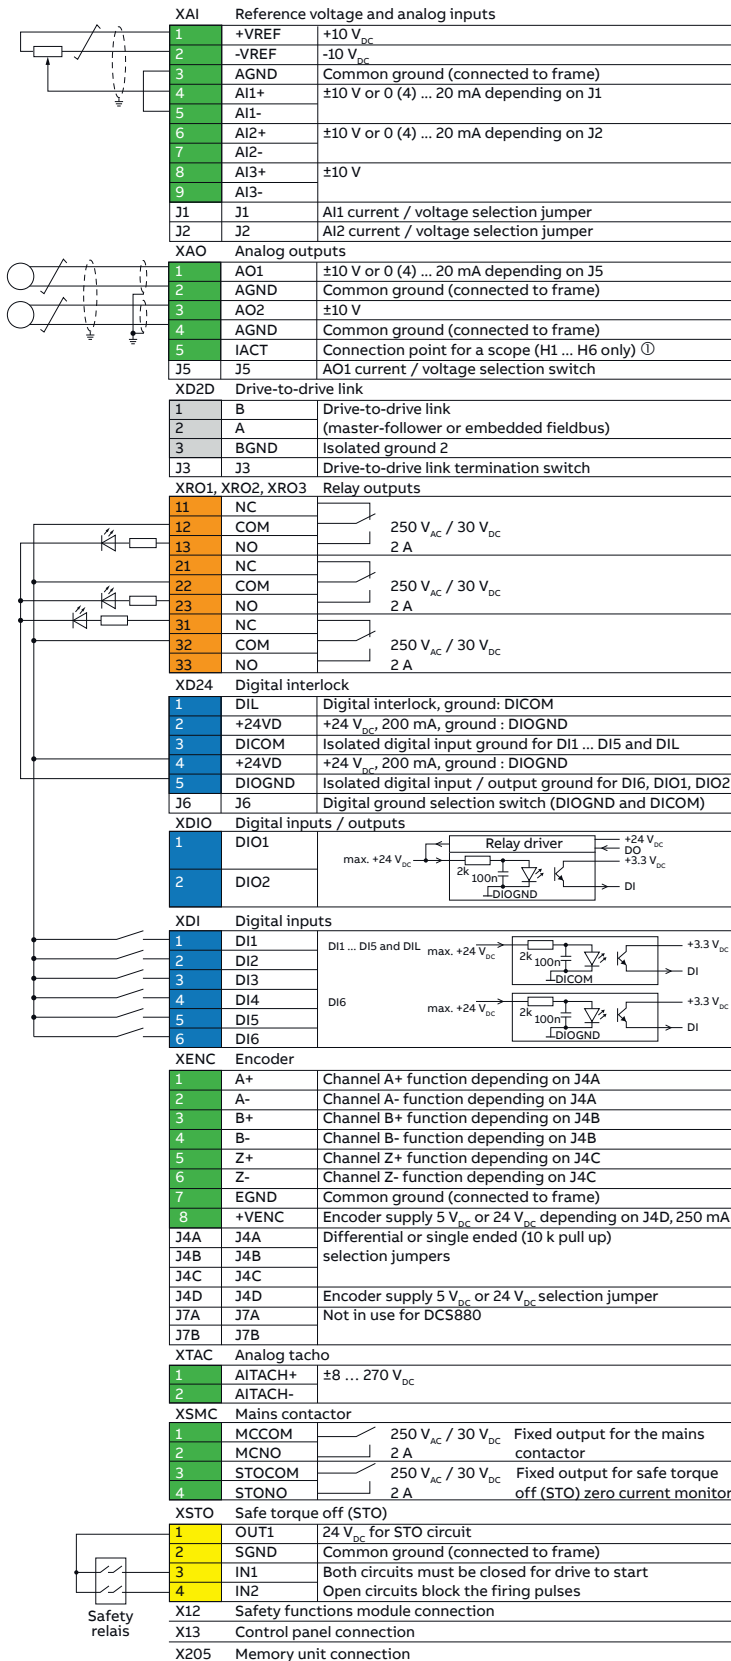 XAI Reference voltage and analog inputs
1 +VREF +10 VDC
2 -VREF -10 VDC
3 AGND Common ground (connected to frame)
4 AI1+ ±10 V or 0 (4) ... 20 mA depending on J1
5 AI1-
6 AI2+ ±10 V or 0 (4) ... 20 mA depending on J2
7 AI2-
8 AI3+ ±10 V
9 AI3-
J1 J1 AI1 current / voltage selection jumper
J2 J2 AI2 current / voltage selection jumper
XAO Analog outputs
1 AO1 ±10 V or 0 (4) ... 20 mA depending on J5
2 AGND Common ground (connected to frame)
3 AO2 ±10 V
4 AGND Common ground (connected to frame)
5 IACT Connection point for a scope (H1 ... H6 only) ①
J5 J5 AO1 current / voltage selection switch
XD2D Drive-to-drive link
1 B Drive-to-drive link
2 A (master-follower or embedded fieldbus)
3 BGND Isolated ground 2
J3 J3 Drive-to-drive link termination switch
XRO1, XRO2, XRO3 Relay outputs
11 NC
12 COM 250 VAC / 30 VDC
13 NO 2 A
21 NC
22 COM 250 VAC / 30 VDC
23 NO 2 A
31 NC
32 COM 250 VAC / 30 VDC
33 NO 2 A
XD24 Digital interlock
1 DIL Digital interlock, ground: DICOM
2 +24VD +24 VDC, 200 mA, ground : DIOGND
3 DICOM Isolated digital input ground for DI1 ... DI5 and DIL
4 +24VD +24 VDC, 200 mA, ground : DIOGND
5 DIOGND Isolated digital input / output ground for DI6, DIO1, DIO2
J6 J6 Digital ground selection switch (DIOGND and DICOM)
XDIO Digital inputs / outputs
1 DIO1 Relay driver +24 VDC
DO
max. +24 VDC +3.3 VDC
2k
100n
2 DIO2 DI
DIOGND
XDI Digital inputs
1 DI1 DI1 ... DI5 and DIL max. +24 VDC +3.3 VDC
2 DI2 2k 100n
3 DI3 DICOM DI
4 DI4 DI6 max. +24 VDC +3.3 VDC
5 DI5 2k 100n DI
6 DI6 DIOGND
XENC Encoder
1 A+ Channel A+ function depending on J4A
2 A- Channel A- function depending on J4A
3 B+ Channel B+ function depending on J4B
4 B- Channel B- function depending on J4B
5 Z+ Channel Z+ function depending on J4C
6 Z- Channel Z- function depending on J4C
7 EGND Common ground (connected to frame)
8 +VENC Encoder supply 5 VDC or 24 VDC depending on J4D, 250 mA
J4A J4A Differential or single ended (10 k pull up)
J4B J4B selection jumpers
J4C J4C
J4D J4D Encoder supply 5 VDC or 24 VDC selection jumper
J7A J7A Not in use for DCS880
J7B J7B
XTAC Analog tacho
1 AITACH+ ±8 ... 270 VDC
2 AITACH-
XSMC Mains contactor
1 MCCOM 250 VAC / 30 VDC Fixed output for the mains
2 MCNO 2 A contactor
3 STOCOM 250 VAC / 30 VDC Fixed output for safe torque
4 STONO 2 A off (STO) zero current monitor
XSTO Safe torque off (STO)
1 OUT1 24 VDC for STO circuit
2 SGND Common ground (connected to frame)
3 IN1 Both circuits must be closed for drive to start
4 IN2 Open circuits block the firing pulses
Safety
relais
X12 Safety functions module connection
X13 Control panel connection
X205 Memory unit connection